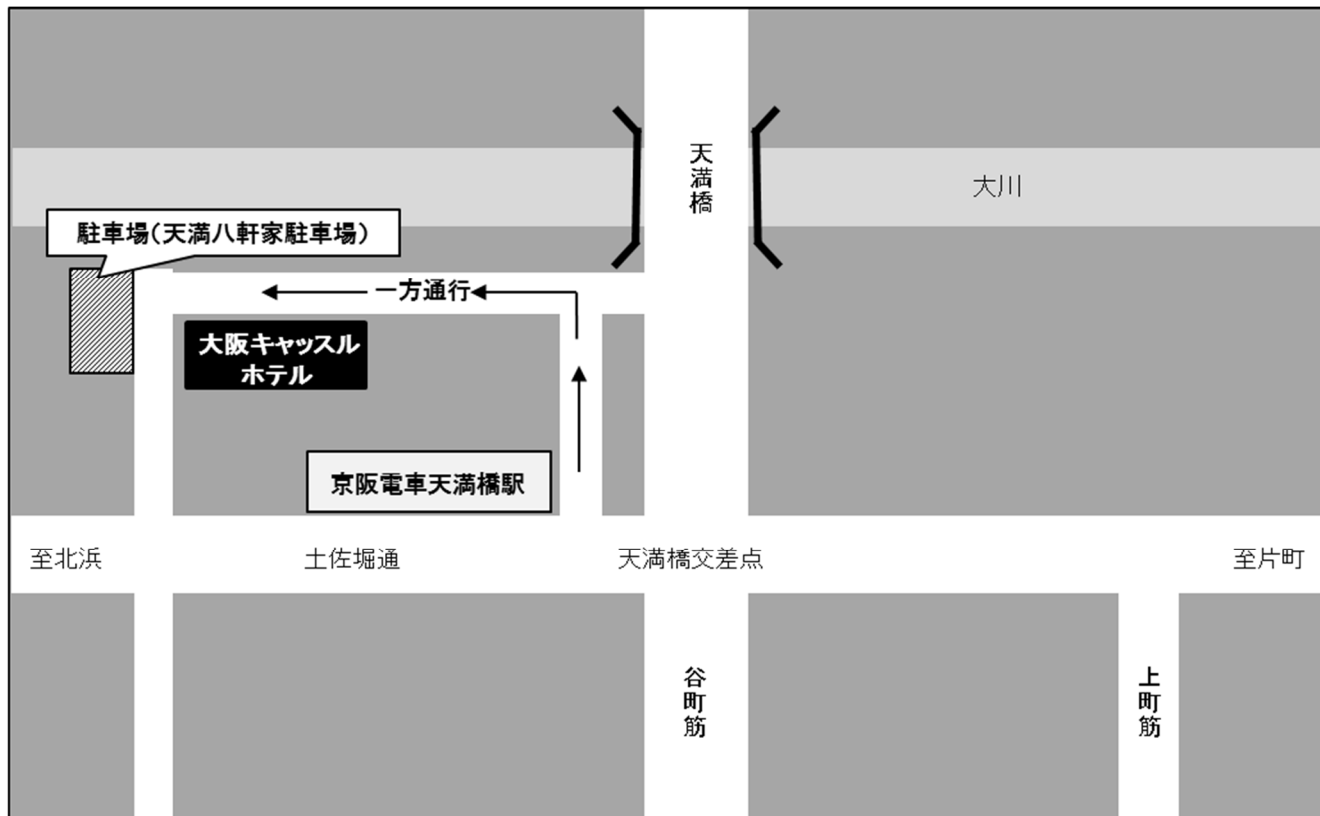 天満橋
大川
駐車場（天満八軒家駐車場）
一方通行
大阪キャッスル
ホテル
京阪電車天満橋駅
至北浜
土佐堀通
天満橋交差点
至片町
谷町筋
上町筋